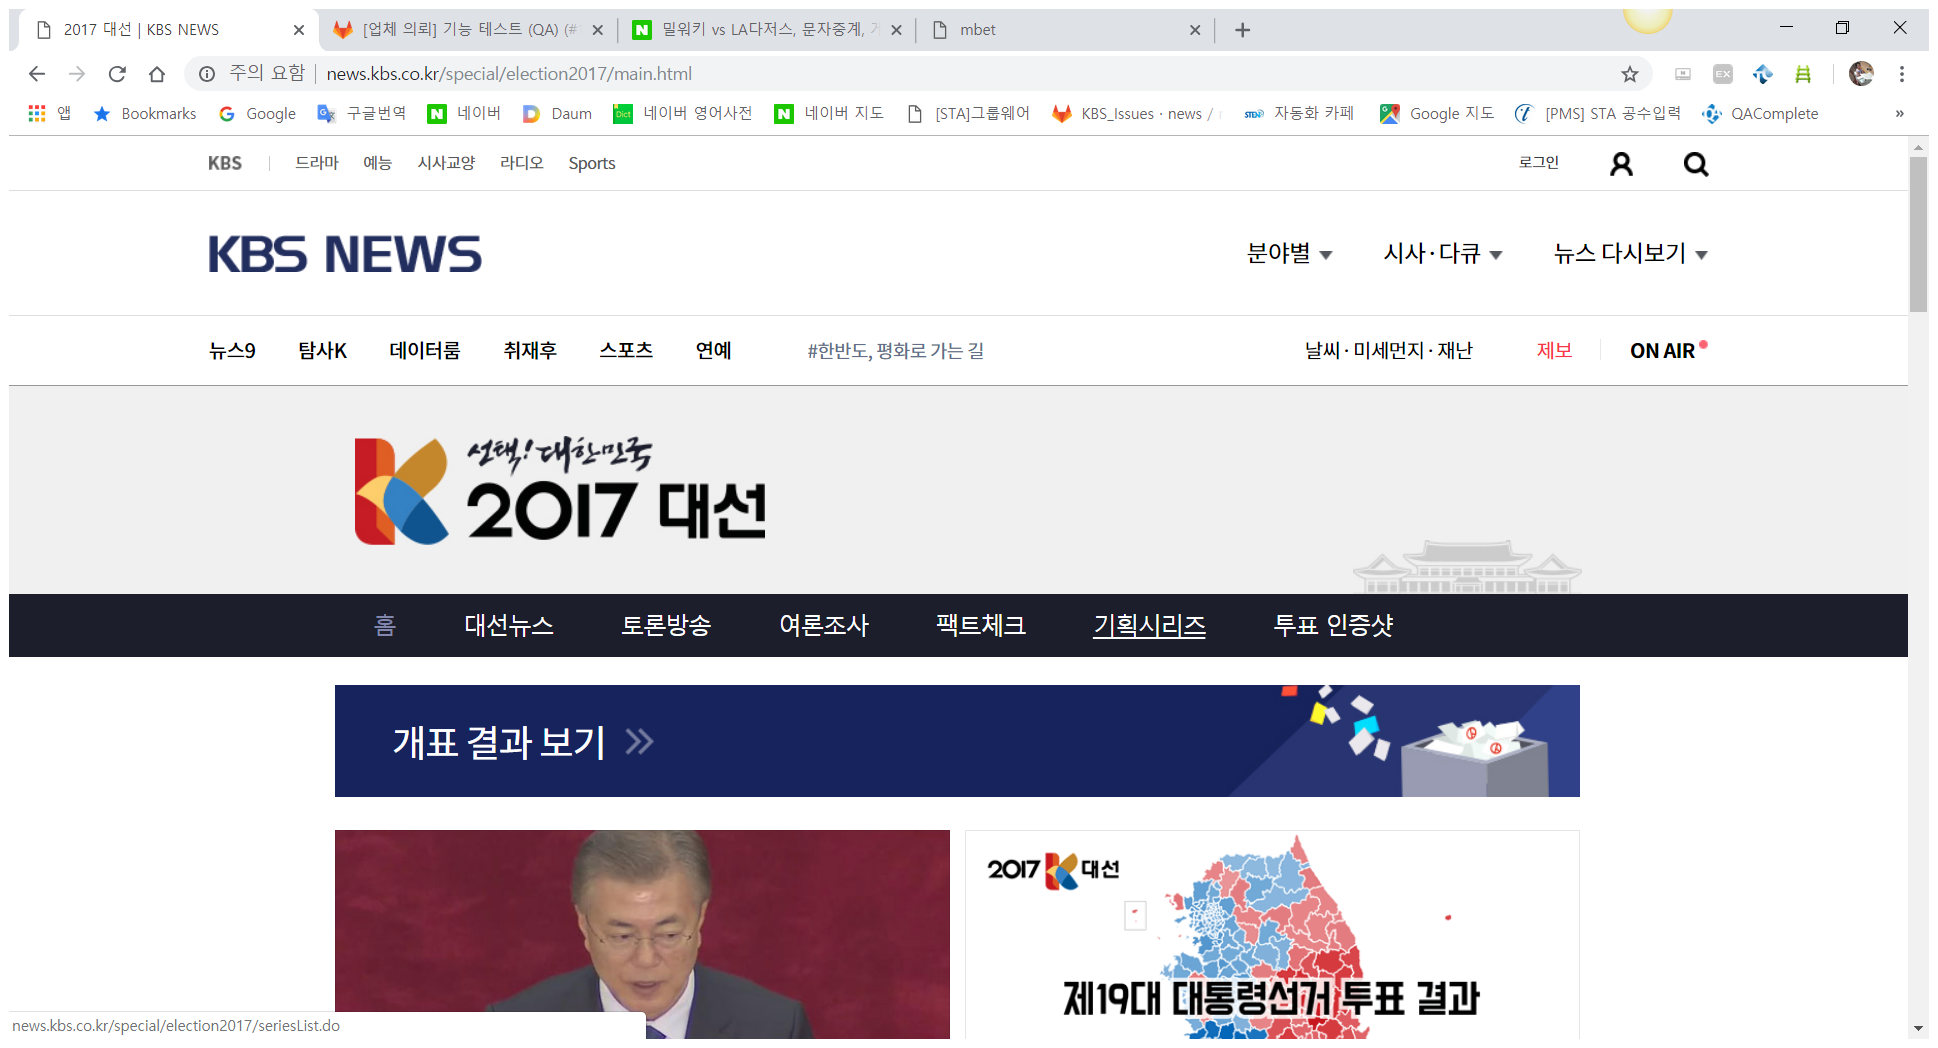 2017 대선 | KBS NEWS
[업체 의뢰] 기능 테스트 (QA) (#
밀워키 vs LA다저스, 문자중계,
mbet
주의 요함
news.kbs.co.kr/special/election2017/main.html
앱
Bookmarks
Google
구글번역
네이버
Daum
네이버 영어사전
네이버 지도
[STA]그룹웨어
KBS_Issues · news /
자동화 카페
Google 지도
[PMS] STA 공수입력
QAComplete
»
KBS
드라마
예능
시사교양
라디오
Sports
로그인
KBS NEWS
분야별
시사·다큐
뉴스 다시보기
뉴스9
탐사K
데이터룸
취재후
스포츠
연예
#한반도, 평화로 가는 길
날씨·미세먼지·재난
제보
ON AIR
선택! 대한민국
2017 대선
홈
대선뉴스
토론방송
여론조사
팩트체크
기획시리즈
투표 인증샷
개표 결과 보기
2017 K 대선
제19대 대통령선거 투표 결과
news.kbs.co.kr/special/election2017/seriesList.do